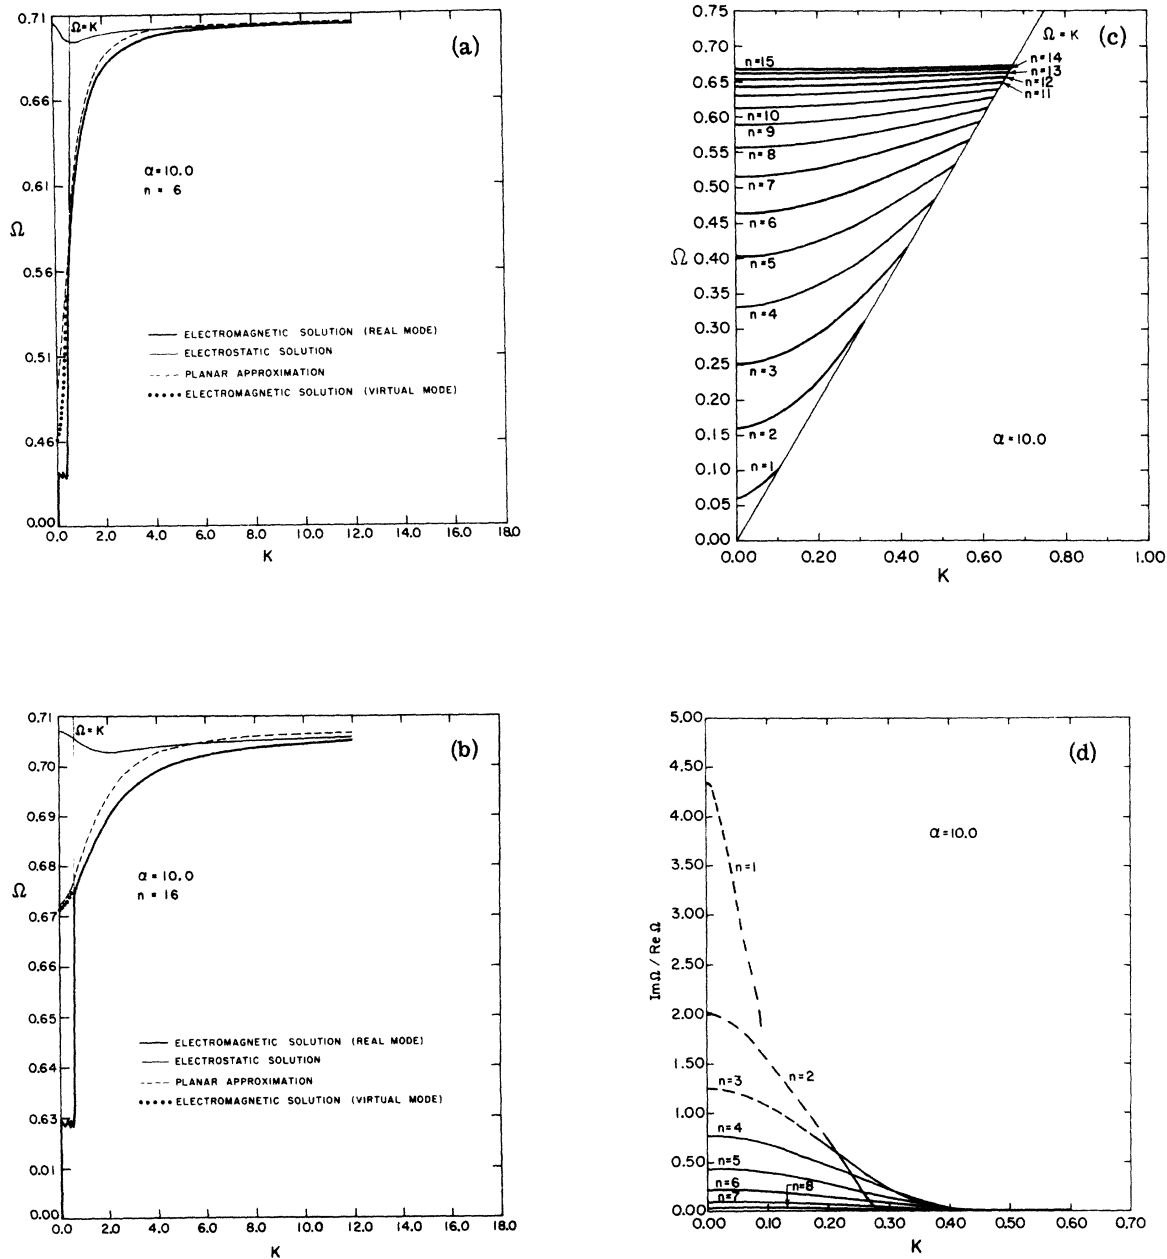 (a)
Ω=K
0.71
0.66
0.61
0.56
0.51
0.46
0.00
Ω
α=10.0
n = 6
ELECTROMAGNETIC SOLUTION (REAL MODE)
ELECTROSTATIC SOLUTION
PLANAR APPROXIMATION
ELECTROMAGNETIC SOLUTION (VIRTUAL MODE)
0.0 2.0 4.0 6.0 8.0 10.0 12.0 14.0 16.0 18.0
K
(c)
Ω=K
0.75
0.70
0.65
0.60
0.55
0.50
0.45
0.40
0.35
0.30
0.25
0.20
0.15
0.10
0.05
0.00
Ω
n=15
n=14
n=13
n=12
n=11
n=10
n=9
n=8
n=7
n=6
n=5
n=4
n=3
n=2
n=1
α=10.0
0.00 0.20 0.40 0.60 0.80 1.00
K
(b)
Ω=K
0.71
0.70
0.69
0.68
0.67
0.66
0.65
0.64
0.63
0.01
0.00
Ω
α=10.0
n = 16
ELECTROMAGNETIC SOLUTION (REAL MODE)
ELECTROSTATIC SOLUTION
PLANAR APPROXIMATION
ELECTROMAGNETIC SOLUTION (VIRTUAL MODE)
0.0 2.0 4.0 6.0 8.0 10.0 12.0 14.0 16.0 18.0
K
(d)
5.00
4.50
4.00
3.50
4.00
2.50
2.00
1.50
1.00
0.50
0.00
Im Ω / Re Ω
α=10.0
n=1
n=2
n=3
n=4
n=5
n=6
n=7
n=8
0.00 0.10 0.20 0.30 0.40 0.50 0.60 0.70
K